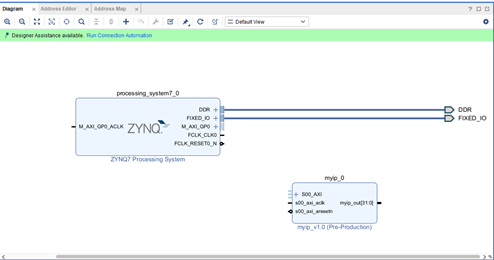 Diagram
Address Editor
Address Map
Default View
Designer Assistance available. Run Connection Automation
processing_system7_0
M_AXI_GP0_ACLK
ZYNQ
DDR
FIXED_IO
M_AXI_GP0
FCLK_CLK0
FCLK_RESET0_N
ZYNQ7 Processing System
DDR
FIXED_IO
myip_0
S00_AXI
s00_axi_aclk
s00_axi_aresetn
myip_out[31:0]
myip_v1.0 (Pre-Production)